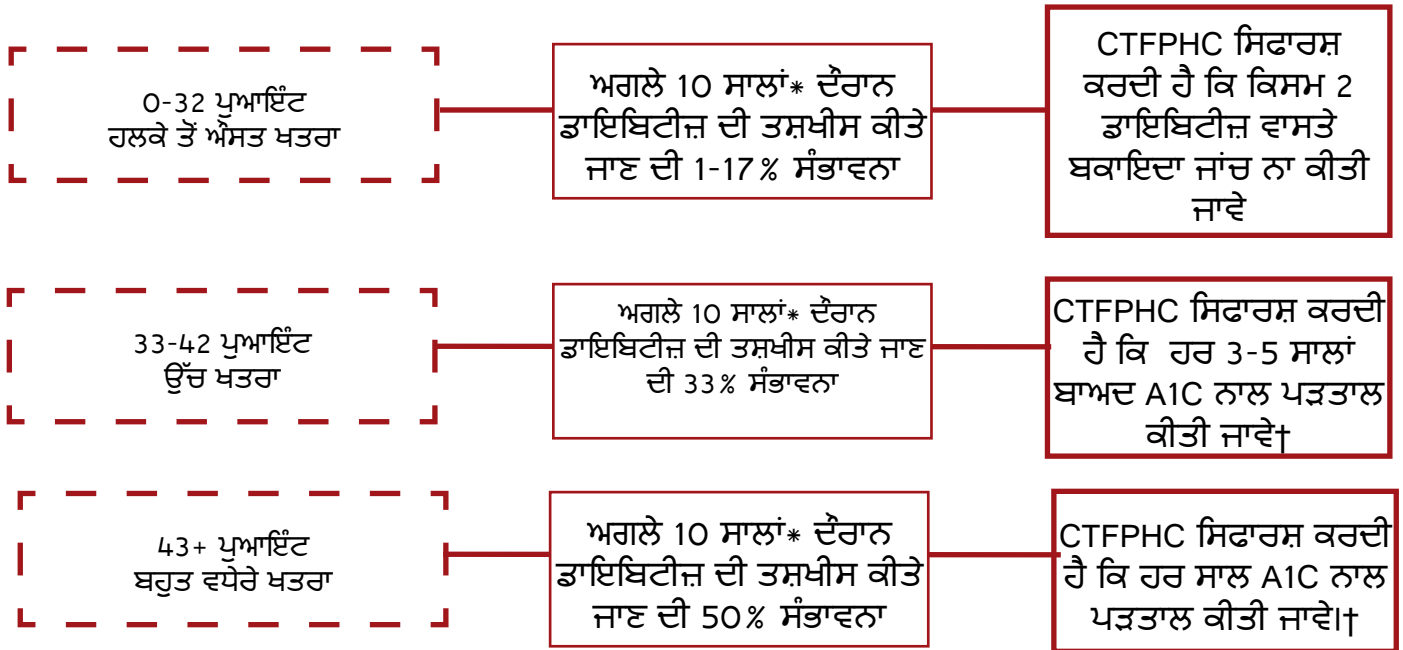 0-32 ਪੁਆਇੰਟ
ਹਲਕੇ ਤੋਂ ਔਸਤ ਖਤਰਾ
ਅਗਲੇ 10 ਸਾਲਾਂ* ਦੌਰਾਨ
ਡਾਇਬਿਟੀਜ਼ ਦੀ ਤਸ਼ਖੀਸ ਕੀਤੇ
ਜਾਣ ਦੀ 1-17% ਸੰਭਾਵਨਾ
CTFPHC ਸਿਫਾਰਸ਼
ਕਰਦੀ ਹੈ ਕਿ ਕਿਸਮ 2
ਡਾਇਬਿਟੀਜ਼ ਵਾਸਤੇ
ਬਕਾਇਦਾ ਜਾਂਚ ਨਾ ਕੀਤੀ
ਜਾਵੇ
33-42 ਪੁਆਇੰਟ
ਉੱਚ ਖਤਰਾ
ਅਗਲੇ 10 ਸਾਲਾਂ* ਦੌਰਾਨ
ਡਾਇਬਿਟੀਜ਼ ਦੀ ਤਸ਼ਖੀਸ ਕੀਤੇ ਜਾਣ
ਦੀ 33% ਸੰਭਾਵਨਾ
CTFPHC ਸਿਫਾਰਸ਼ ਕਰਦੀ
ਹੈ ਕਿ ਹਰ 3-5 ਸਾਲਾਂ
ਬਾਅਦ A1C ਨਾਲ ਪੜਤਾਲ
ਕੀਤੀ ਜਾਵੇ†
43+ ਪੁਆਇੰਟ
ਬਹੁਤ ਵਧੇਰੇ ਖਤਰਾ
ਅਗਲੇ 10 ਸਾਲਾਂ* ਦੌਰਾਨ
ਡਾਇਬਿਟੀਜ਼ ਦੀ ਤਸ਼ਖੀਸ ਕੀਤੇ
ਜਾਣ ਦੀ 50% ਸੰਭਾਵਨਾ
CTFPHC ਸਿਫਾਰਸ਼ ਕਰਦੀ
ਹੈ ਕਿ ਹਰ ਸਾਲ A1C ਨਾਲ
ਪੜਤਾਲ ਕੀਤੀ ਜਾਵੇ।†